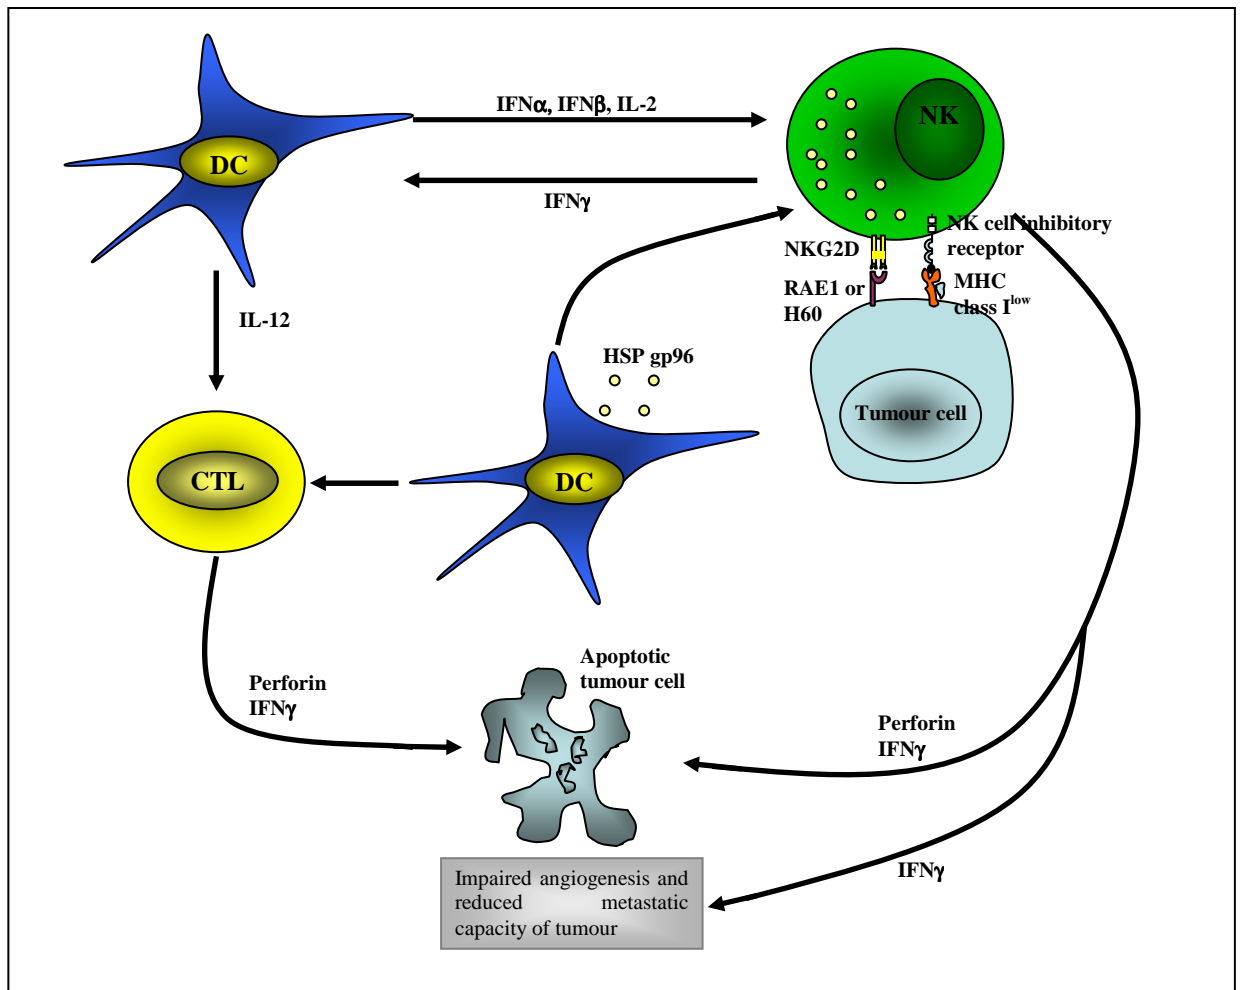 IFNα, IFNβ, IL-2
NK
DC
IFNγ
NKG2D
NK cell inhibitory
receptor
RAE1 or
H60
MHC
class I^low
IL-12
HSP gp96
Tumour cell
CTL
DC
Apoptotic
tumour cell
Perforin
IFNγ
Perforin
IFNγ
IFNγ
Impaired angiogenesis and
reduced metastatic
capacity of tumour